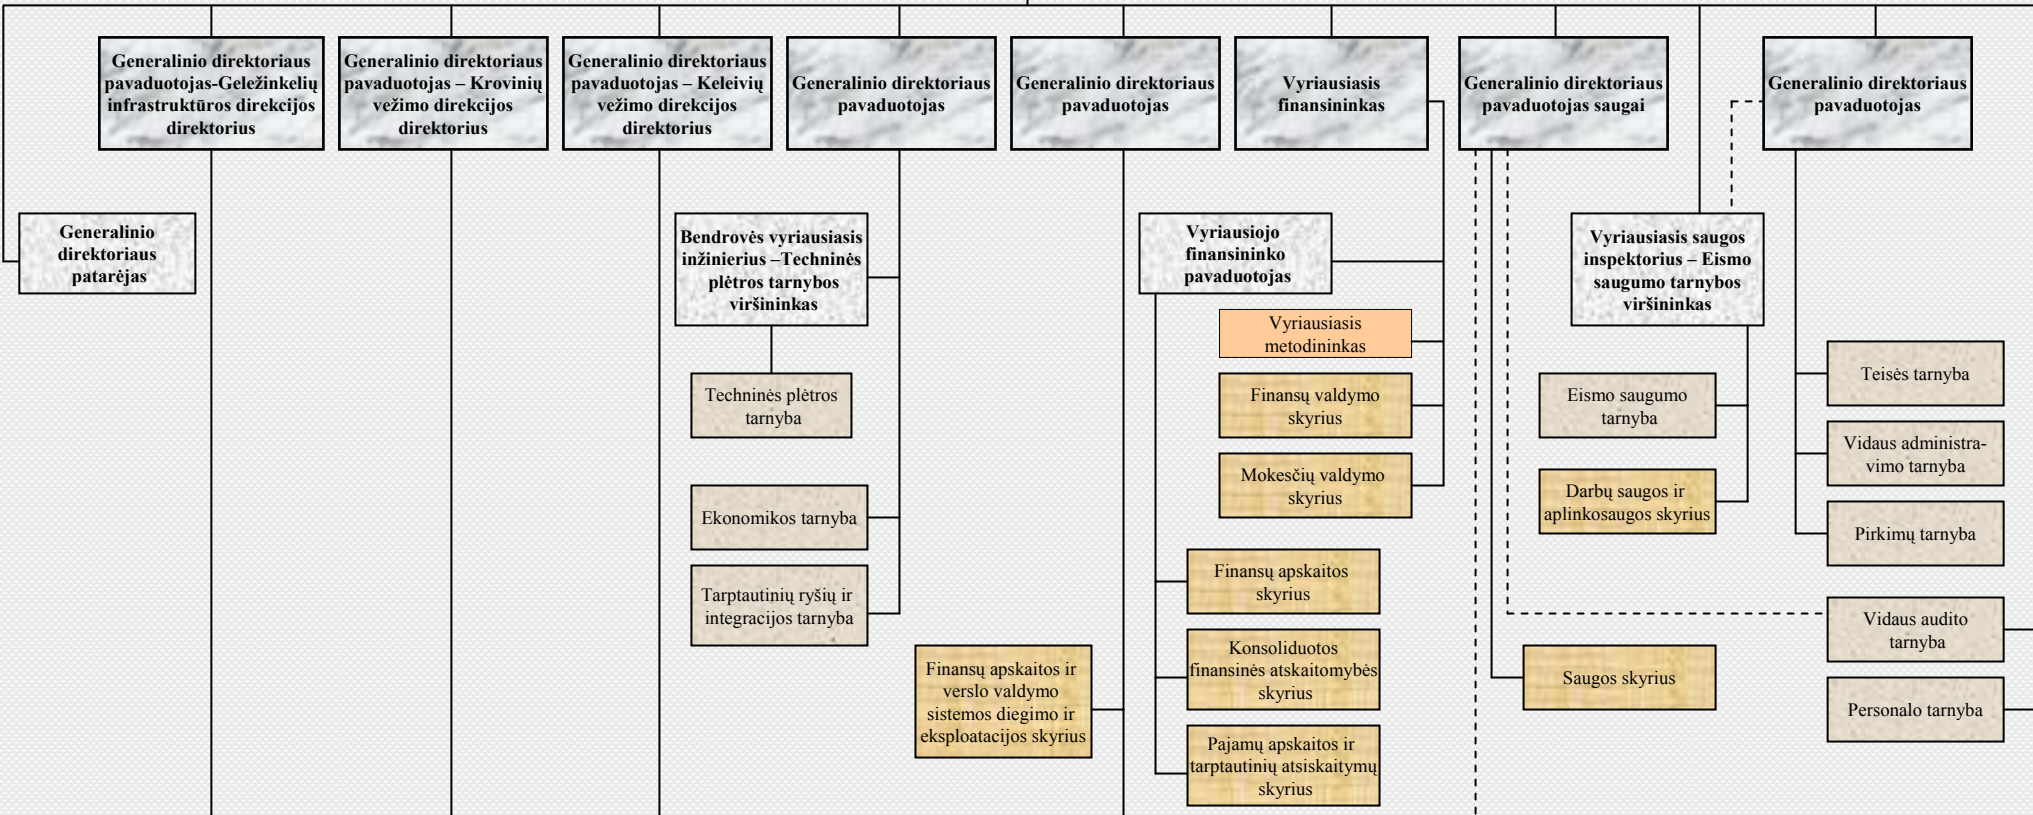 Generalinio direktoriaus
pavaduotojas-Geležinkelių
infrastruktūros direkcijos
direktorius
Generalinio direktoriaus
pavaduotojas – Krovinių
vežimo direkcijos
direktorius
Generalinio direktoriaus
pavaduotojas – Keleivių
vežimo direkcijos
direktorius
Generalinio direktoriaus
pavaduotojas
Generalinio direktoriaus
pavaduotojas
Vyriausiasis
finansininkas
Generalinio direktoriaus
pavaduotojas saugai
Generalinio direktoriaus
pavaduotojas
Generalinio
direktoriaus
patarėjas
Bendrovės vyriausiasis
inžinierius –Techninės
plėtros tarnybos
viršininkas
Vyriausiojo
finansininko
pavaduotojas
Vyriausiasis saugos
inspektorius – Eismo
saugumo tarnybos
viršininkas
Vyriausiasis
metodininkas
Techninės plėtros
tarnyba
Finansų valdymo
skyrius
Eismo saugumo
tarnyba
Teisės tarnyba
Vidaus administra-
vimo tarnyba
Mokesčių valdymo
skyrius
Darbų saugos ir
aplinkosaugos skyrius
Ekonomikos tarnyba
Pirkimų tarnyba
Tarptautinių ryšių ir
integracijos tarnyba
Finansų apskaitos
skyrius
Vidaus audito
tarnyba
Finansų apskaitos ir
verslo valdymo
sistemos diegimo ir
eksploatacijos skyrius
Konsoliduotos
finansinės atskaitomybės
skyrius
Saugos skyrius
Personalo tarnyba
Pajamų apskaitos ir
tarptautinių atsiskaitymų
skyrius